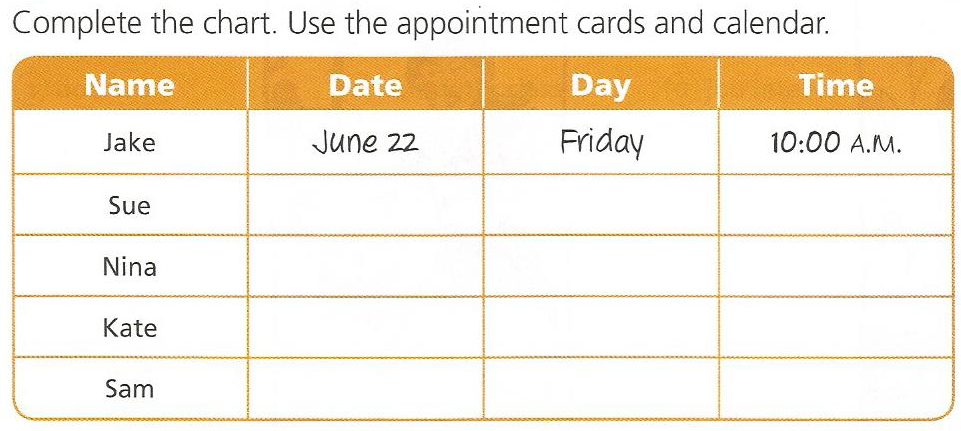 Complete the chart. Use the appointment cards and calendar.
Name Date Day Time
Jake June 22 Friday 10:00 A.M.
Sue
Nina
Kate
Sam